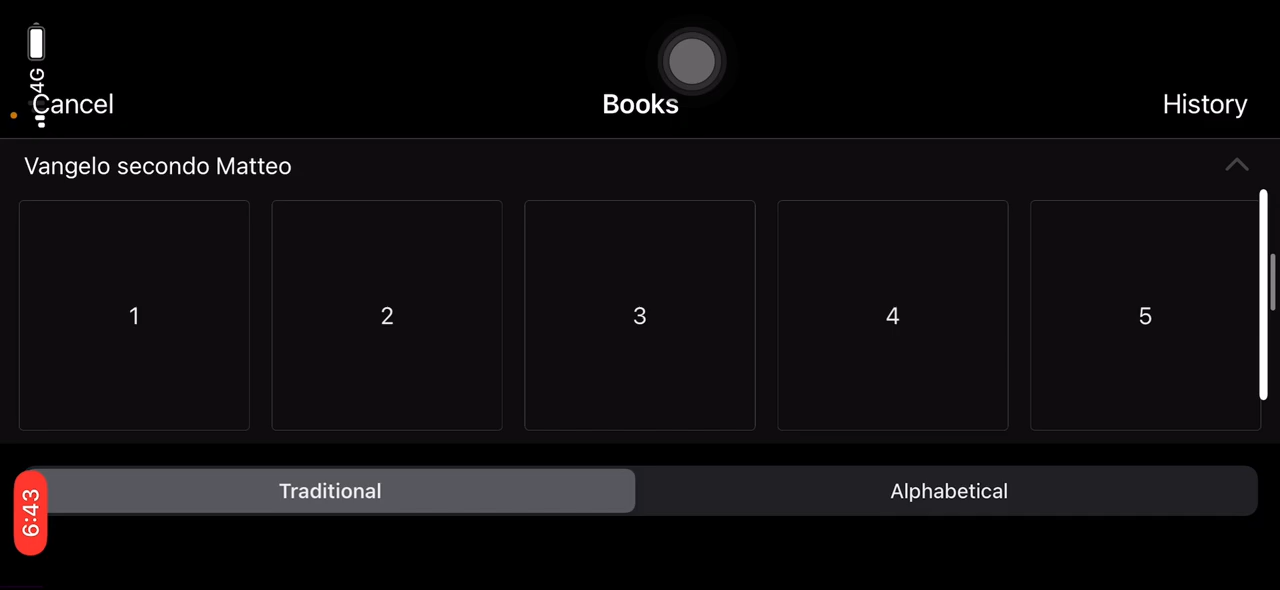 4G
Cancel
Books
History
Vangelo secondo Matteo
1
2
3
4
5
Traditional
Alphabetical
6:43